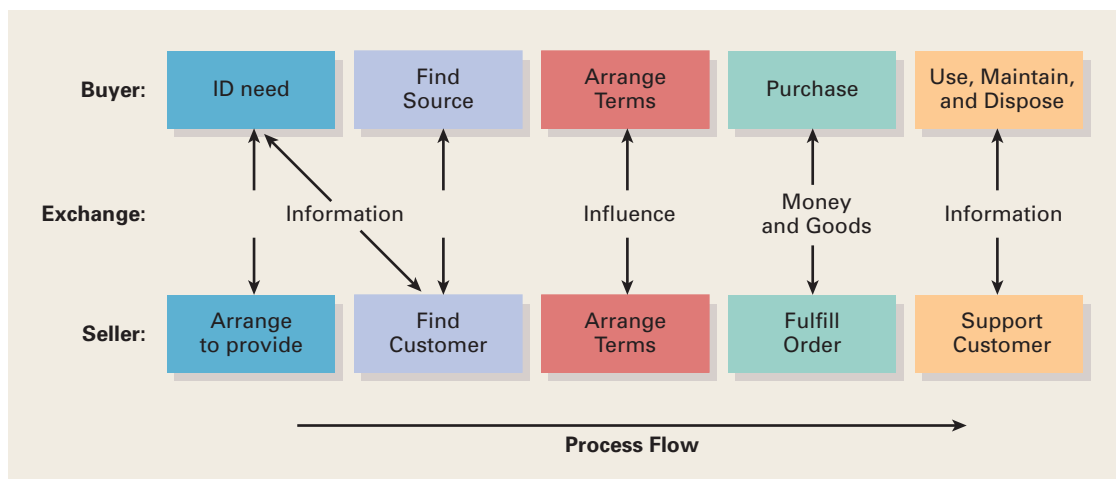 Buyer:
ID need
Find
Source
Arrange
Terms
Purchase
Use, Maintain,
and Dispose
Exchange:
Information
Influence
Money
and Goods
Information
Seller:
Arrange
to provide
Find
Customer
Arrange
Terms
Fulfill
Order
Support
Customer
Process Flow